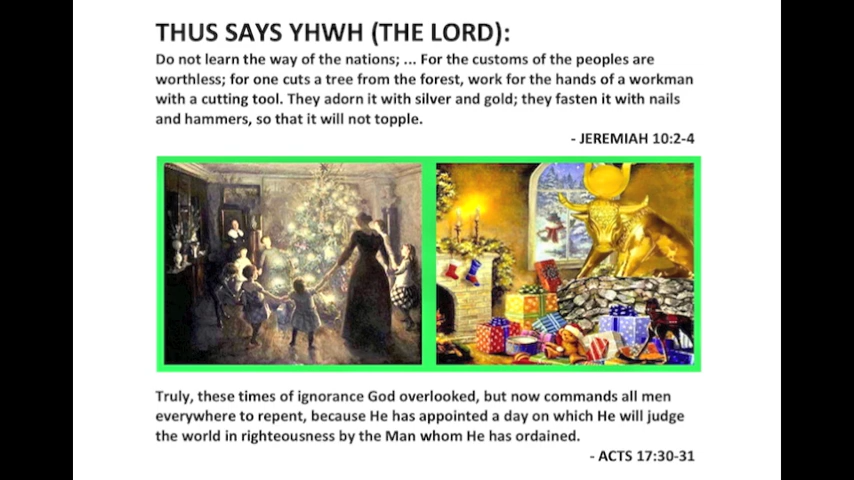 THUS SAYS YHWH (THE LORD):
Do not learn the way of the nations; ... For the customs of the peoples are
worthless; for one cuts a tree from the forest, work for the hands of a workman
with a cutting tool. They adorn it with silver and gold; they fasten it with nails
and hammers, so that it will not topple.
- JEREMIAH 10:2-4
Truly, these times of ignorance God overlooked, but now commands all men
everywhere to repent, because He has appointed a day on which He will judge
the world in righteousness by the Man whom He has ordained.
- ACTS 17:30-31